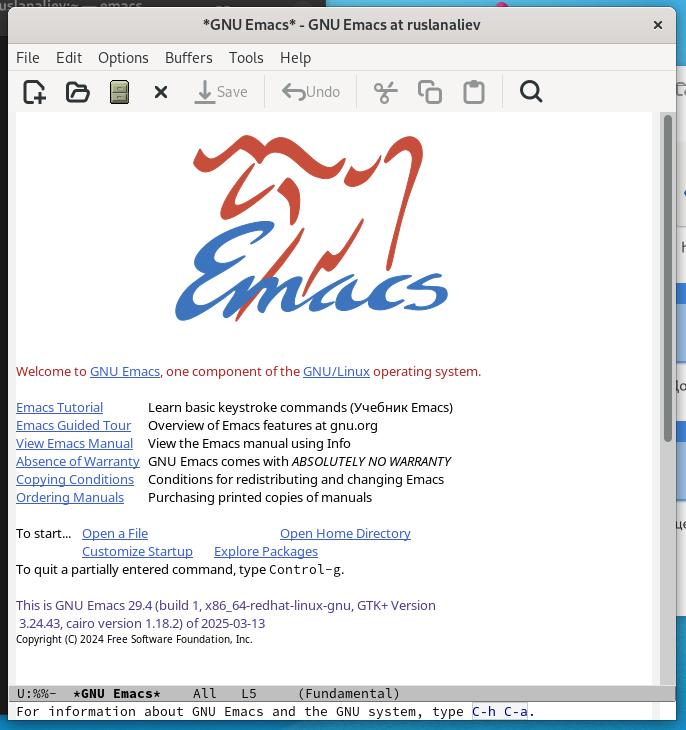 ruslanaliev:~ — emacs
*GNU Emacs* - GNU Emacs at ruslanaliev
File Edit Options Buffers Tools Help
Save Undo
Emacs
Welcome to GNU Emacs, one component of the GNU/Linux operating system.
Emacs Tutorial Learn basic keystroke commands (Учебник Emacs)
Emacs Guided Tour Overview of Emacs features at gnu.org
View Emacs Manual View the Emacs manual using Info
Absence of Warranty GNU Emacs comes with ABSOLUTELY NO WARRANTY
Copying Conditions Conditions for redistributing and changing Emacs
Ordering Manuals Purchasing printed copies of manuals
To start... Open a File Open Home Directory
Customize Startup Explore Packages
To quit a partially entered command, type Control-g.
This is GNU Emacs 29.4 (build 1, x86_64-redhat-linux-gnu, GTK+ Version
3.24.43, cairo version 1.18.2) of 2025-03-13
Copyright (C) 2024 Free Software Foundation, Inc.
U:%%- *GNU Emacs* All L5 (Fundamental)
For information about GNU Emacs and the GNU system, type C-h C-a.